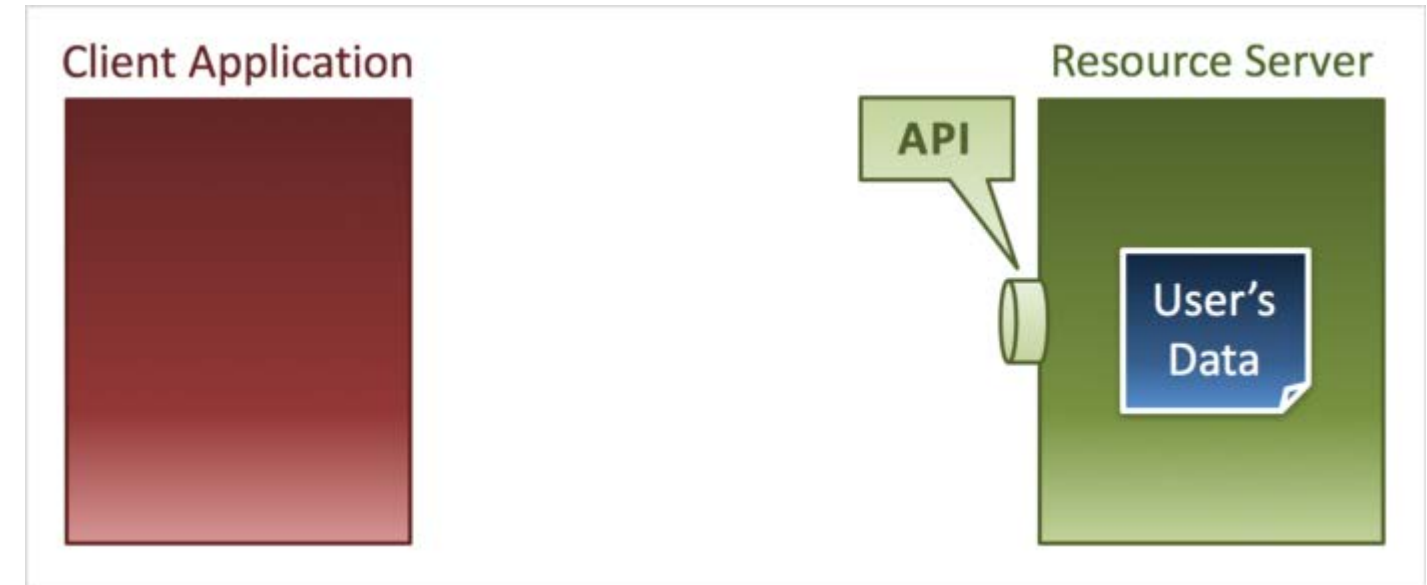 Client Application
Resource Server
API
User’s
Data